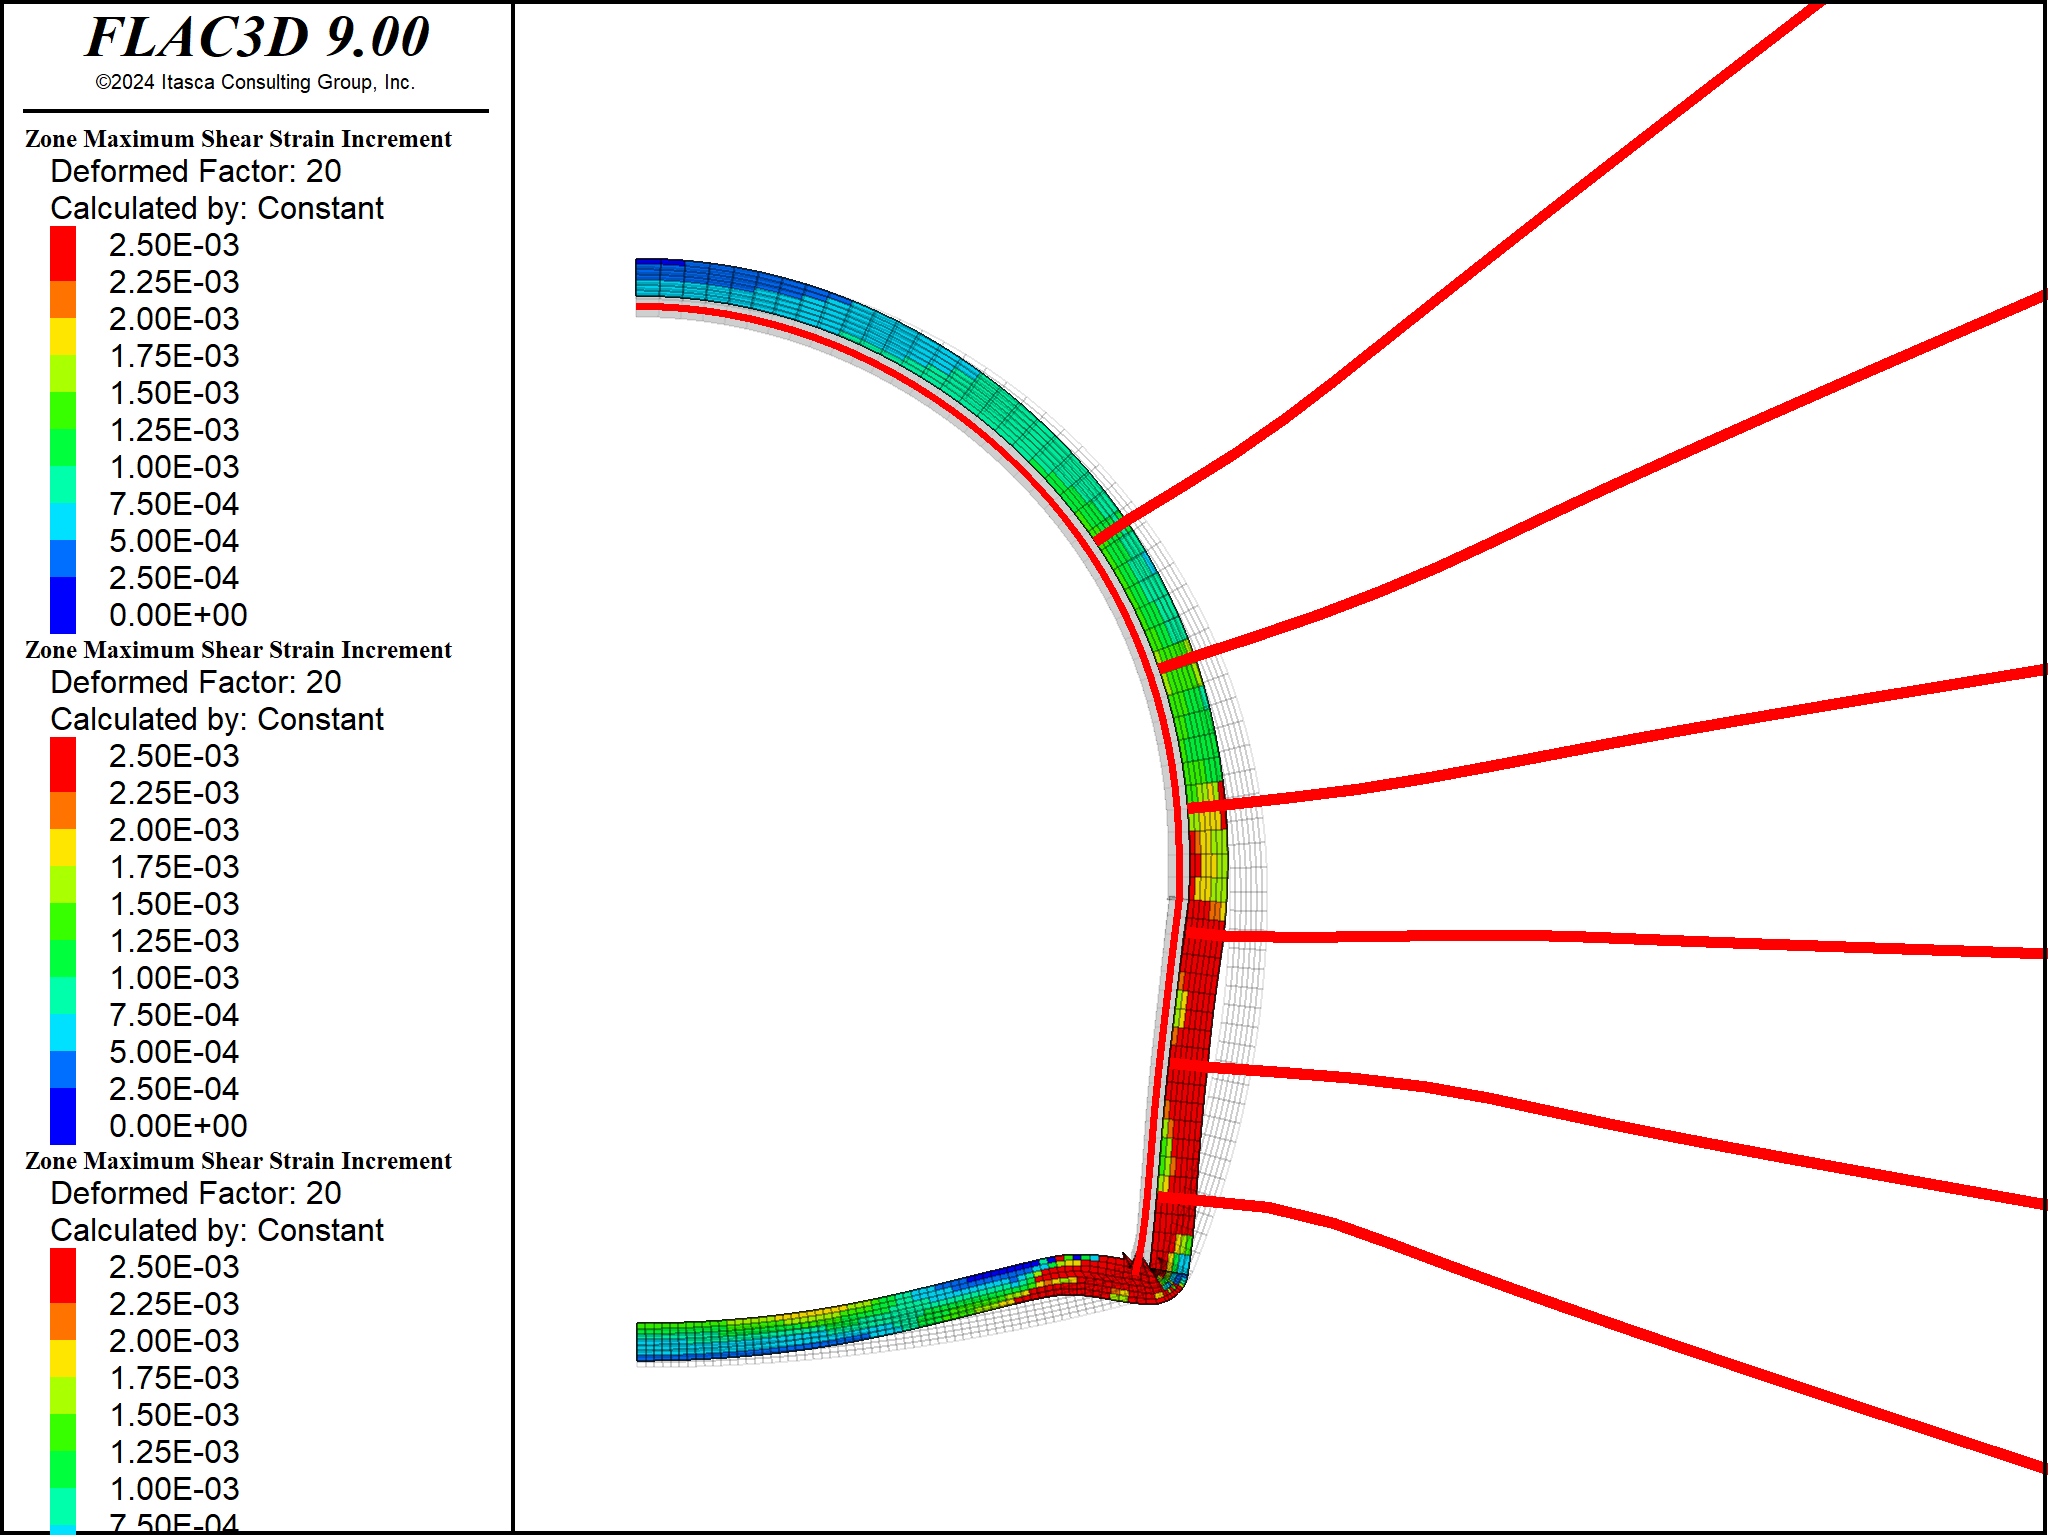 FLAC3D 9.00
©2024 Itasca Consulting Group, Inc.
Zone Maximum Shear Strain Increment
Deformed Factor: 20
Calculated by: Constant
2.50E-03
2.25E-03
2.00E-03
1.75E-03
1.50E-03
1.25E-03
1.00E-03
7.50E-04
5.00E-04
2.50E-04
0.00E+00
Zone Maximum Shear Strain Increment
Deformed Factor: 20
Calculated by: Constant
2.50E-03
2.25E-03
2.00E-03
1.75E-03
1.50E-03
1.25E-03
1.00E-03
7.50E-04
5.00E-04
2.50E-04
0.00E+00
Zone Maximum Shear Strain Increment
Deformed Factor: 20
Calculated by: Constant
2.50E-03
2.25E-03
2.00E-03
1.75E-03
1.50E-03
1.25E-03
1.00E-03
7.50E-04